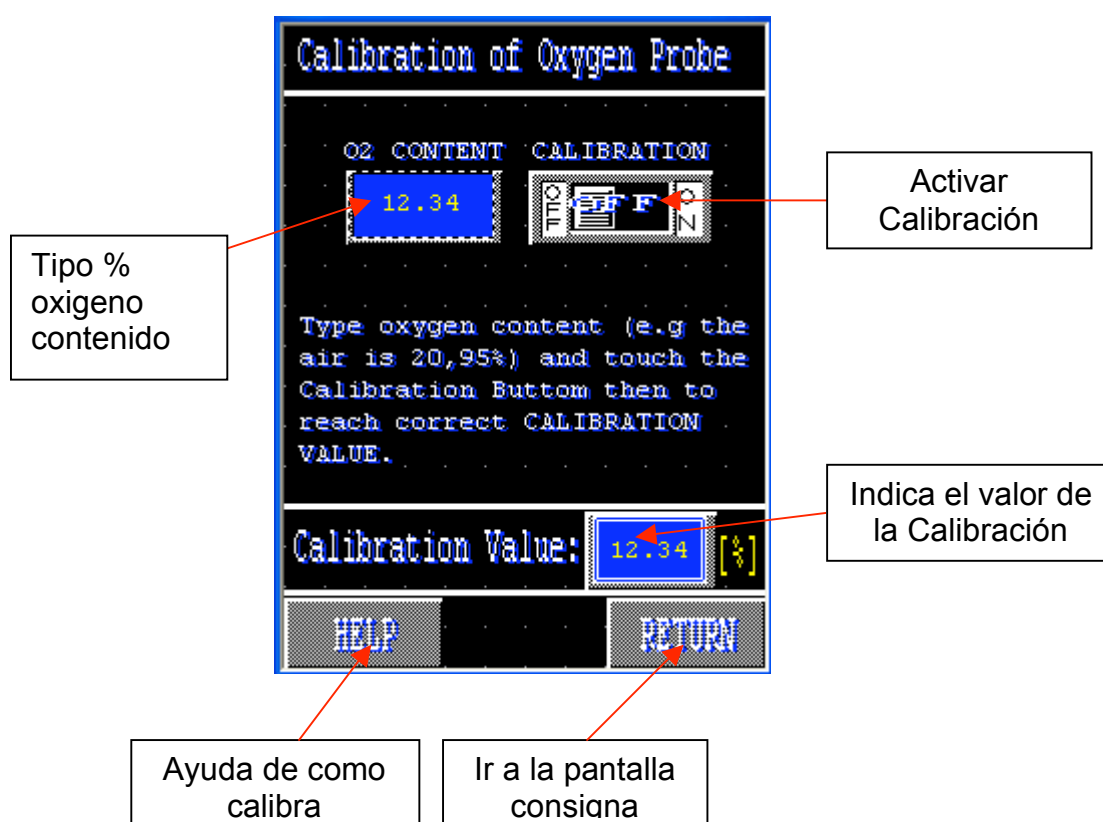 Calibration of Oxygen Probe
O2 CONTENT CALIBRATION
12.34
OFF
OFF
ON
Activar
Calibración
Tipo %
oxigeno
contenido
Type oxygen content (e.g the
air is 20,95%) and touch the
Calibration Buttom then to
reach correct CALIBRATION
VALUE.
Indica el valor de
la Calibración
Calibration Value: 12.34 [%]
HELP
RETURN
Ayuda de como
calibra
Ir a la pantalla
consigna